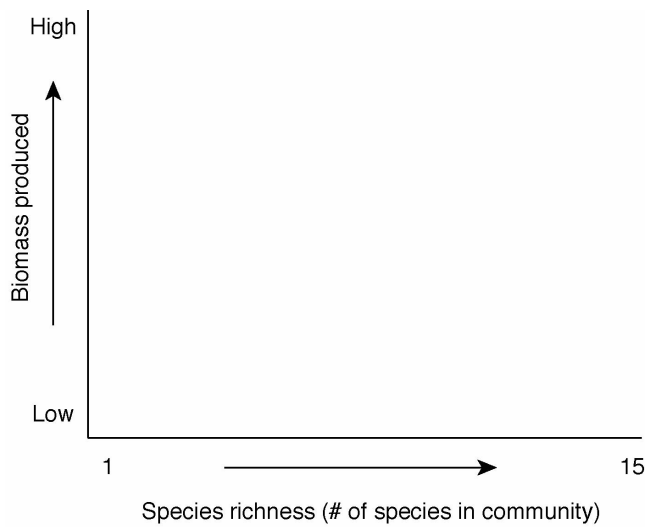 High
Biomass produced
Low
1
15
Species richness (# of species in community)